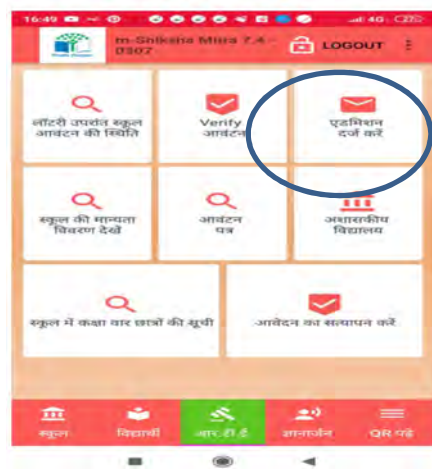 16:49
4G
m-Shiksha Mitra 7.4 -
0307
LOGOUT
लॉटरी उपरांत स्कूल
आवंटन की स्थिति
Verify
आवंटन
एडमिशन
दर्ज करें
स्कूल की मान्यता
विवरण देखें
आवंटन
पत्र
अशासकीय
विद्यालय
स्कूल में कक्षा वार छात्रों की सूची
आवेदन का सत्यापन करें
स्कूल
विद्यार्थी
आर.टी.ई
ज्ञानार्जन
QR पढ़े